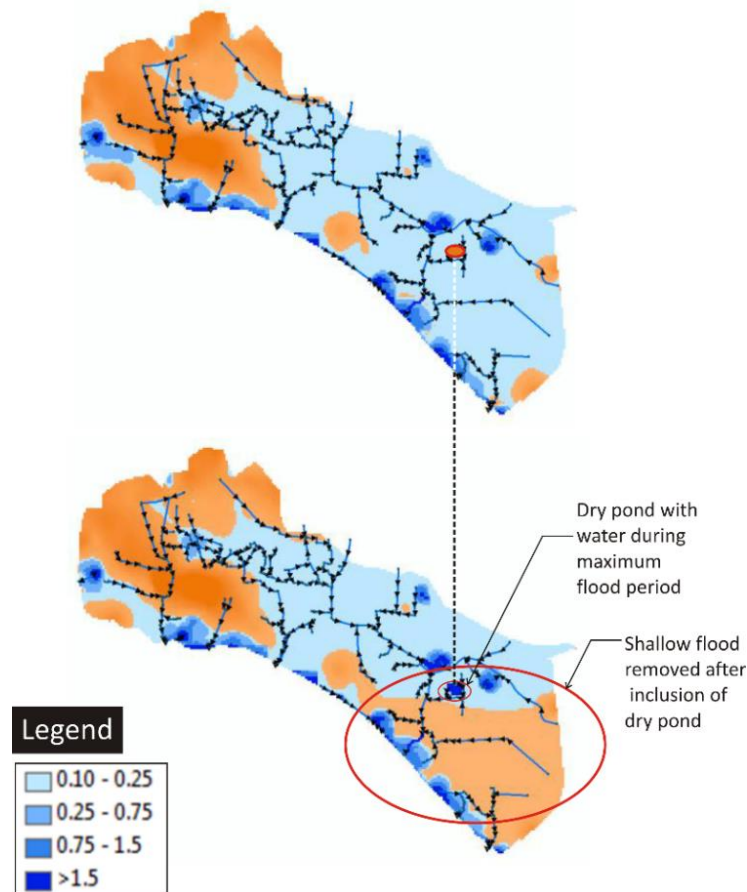 Dry pond with
water during
maximum
flood period
Shallow flood
removed after
inclusion of
dry pond
Legend
0.10 - 0.25
0.25 - 0.75
0.75 - 1.5
>1.5